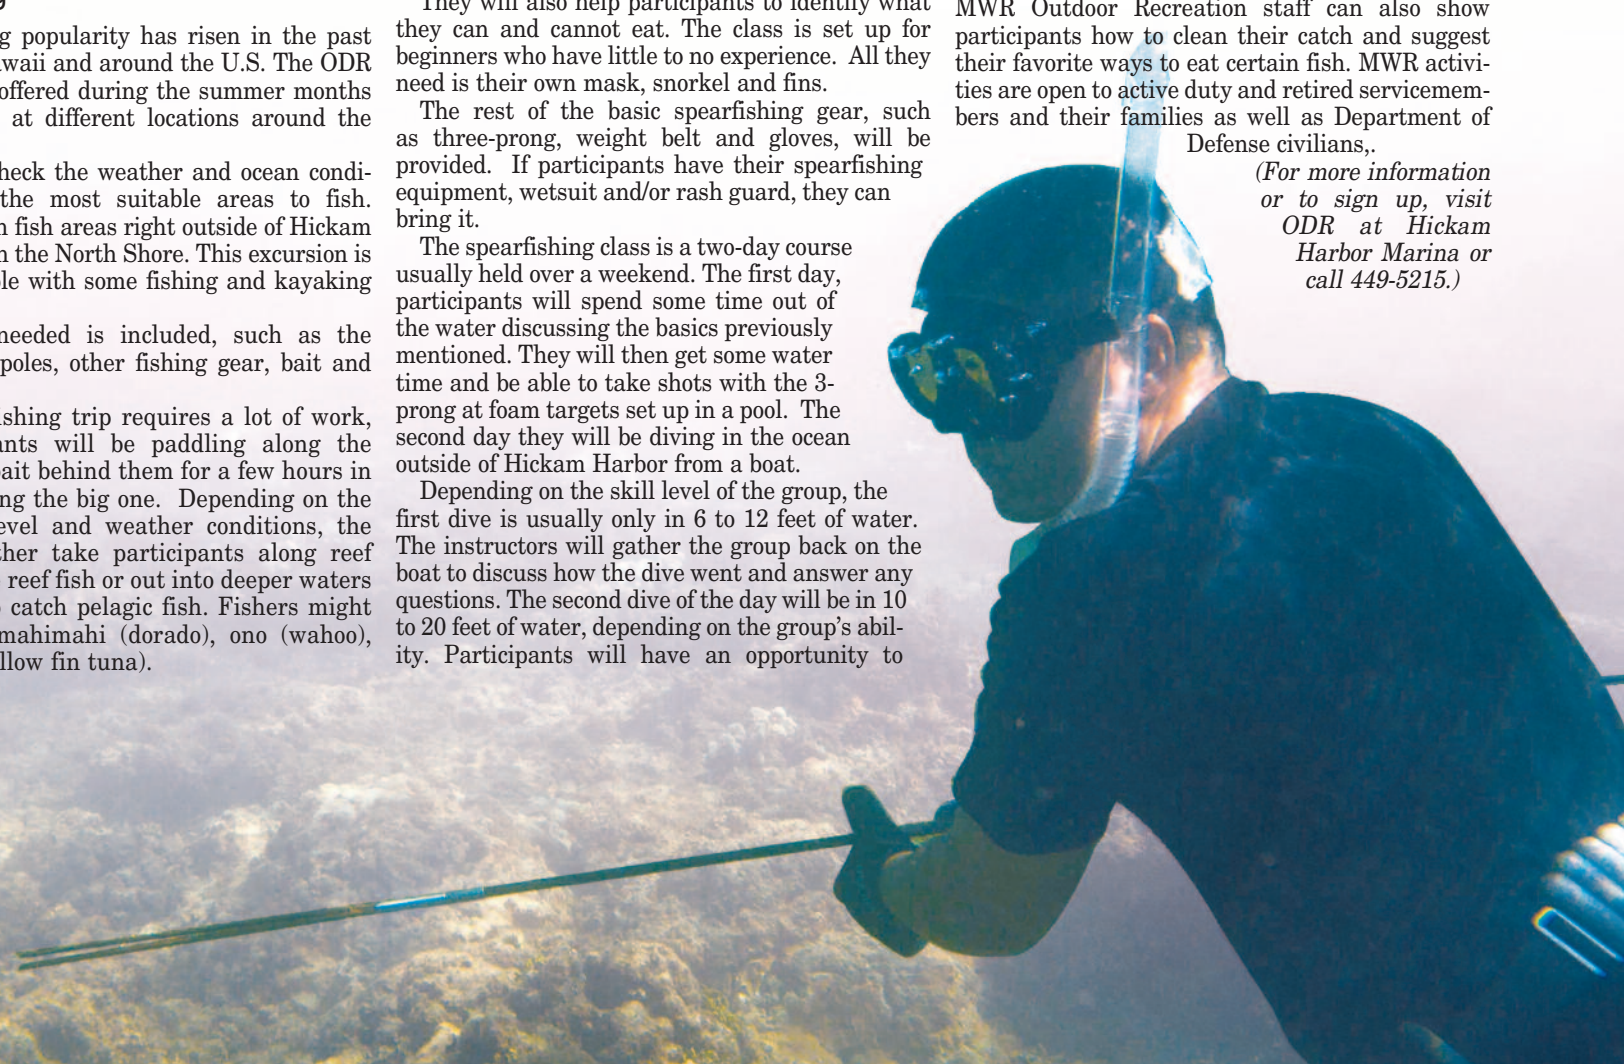 g popularity has risen in the past
waii and around the U.S. The ODR
offered during the summer months
at different locations around the
heck the weather and ocean condi-
the most suitable areas to fish.
fish areas right outside of Hickam
the North Shore. This excursion is
le with some fishing and kayaking
needed is included, such as the
poles, other fishing gear, bait and
shing trip requires a lot of work,
ants will be paddling along the
bait behind them for a few hours in
ng the big one. Depending on the
evel and weather conditions, the
ther take participants along reef
reef fish or out into deeper waters
catch pelagic fish. Fishers might
mahimahi (dorado), ono (wahoo),
llow fin tuna).
They will also help participants to identify what
they can and cannot eat. The class is set up for
beginners who have little to no experience. All they
need is their own mask, snorkel and fins.
The rest of the basic spearfishing gear, such
as three-prong, weight belt and gloves, will be
provided. If participants have their spearfishing
equipment, wetsuit and/or rash guard, they can
bring it.
The spearfishing class is a two-day course
usually held over a weekend. The first day,
participants will spend some time out of
the water discussing the basics previously
mentioned. They will then get some water
time and be able to take shots with the 3-
prong at foam targets set up in a pool. The
second day they will be diving in the ocean
outside of Hickam Harbor from a boat.
Depending on the skill level of the group, the
first dive is usually only in 6 to 12 feet of water.
The instructors will gather the group back on the
boat to discuss how the dive went and answer any
questions. The second dive of the day will be in 10
to 20 feet of water, depending on the group's abil-
ity. Participants will have an opportunity to
MWR Outdoor Recreation staff can also show
participants how to clean their catch and suggest
their favorite ways to eat certain fish. MWR activi-
ties are open to active duty and retired servicemem-
bers and their families as well as Department of
Defense civilians,.
(For more information
or to sign up, visit
ODR at Hickam
Harbor Marina or
call 449-5215.)